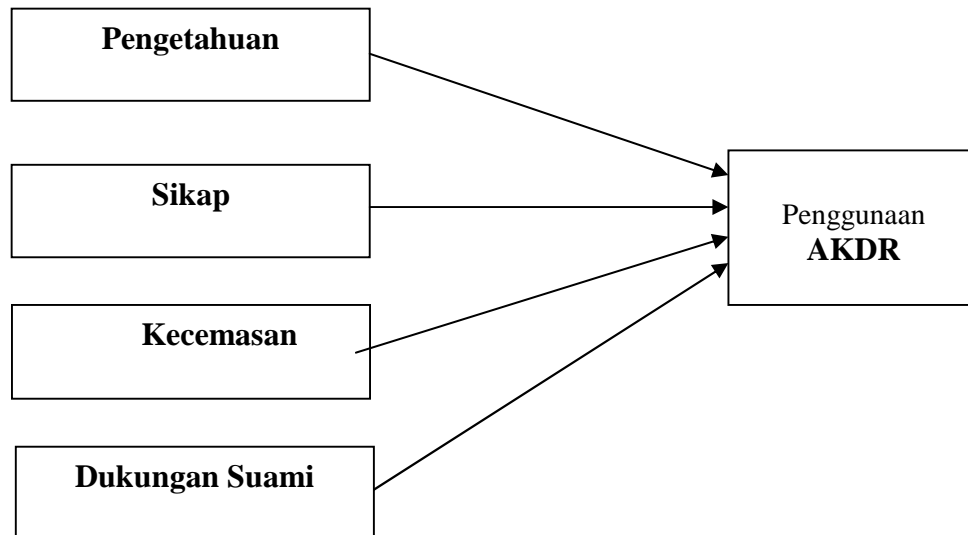 Pengetahuan
Sikap
Kecemasan
Dukungan Suami
Penggunaan
AKDR